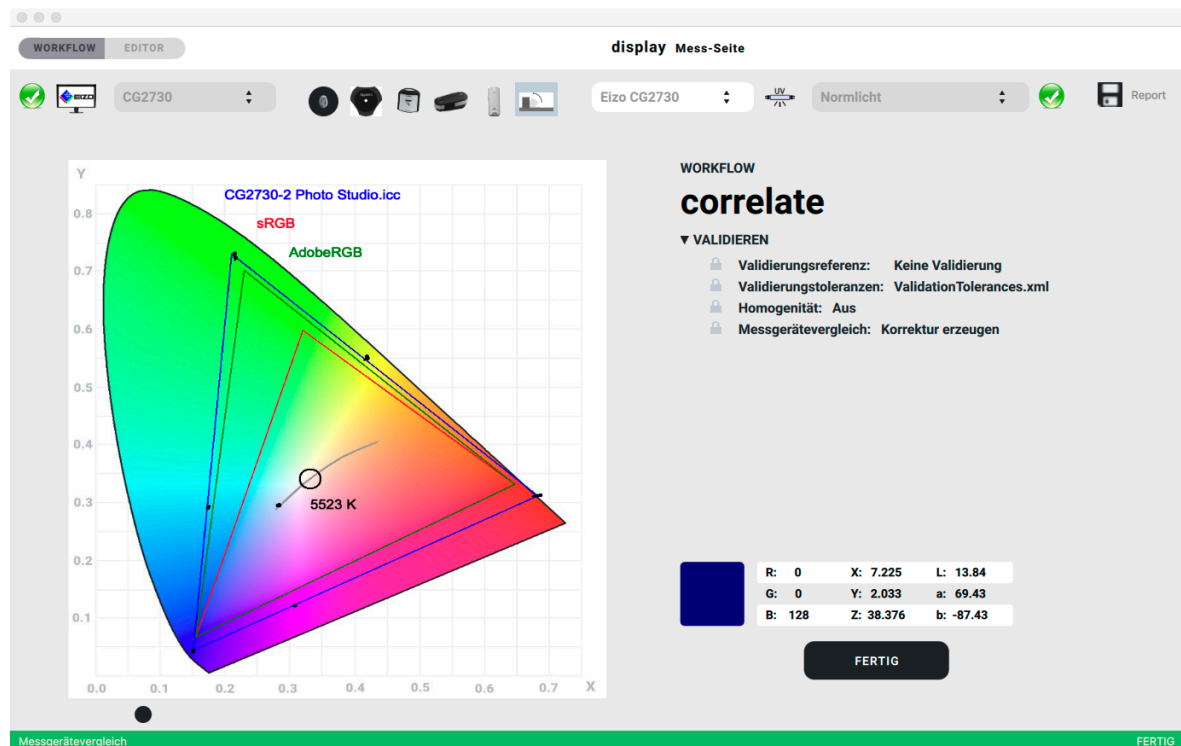 WORKFLOW EDITOR
display Mess-Seite
EIZO CG2730 Eizo CG2730 UV Normlicht Report
WORKFLOW
correlate
▼ VALIDIEREN
Validierungsreferenz: Keine Validierung
Validierungstoleranzen: ValidationTolerances.xml
Homogenität: Aus
Messgerätevergleich: Korrektur erzeugen
Y
CG2730-2 Photo Studio.icc
sRGB
AdobeRGB
0.8
0.7
0.6
0.5
0.4
0.3
5523 K
0.2
0.1
0.0 0.1 0.2 0.3 0.4 0.5 0.6 0.7 X
R: 0 X: 7.225 L: 13.84
G: 0 Y: 2.033 a: 69.43
B: 128 Z: 38.376 b: -87.43
FERTIG
Messgerätevergleich FERTIG